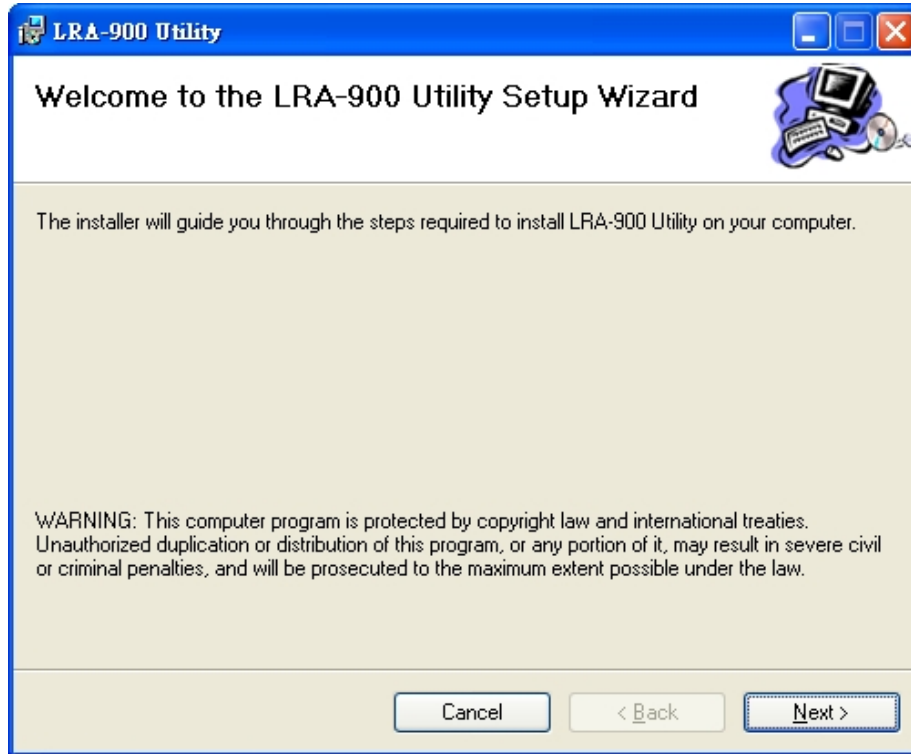 LRA-900 Utility
Welcome to the LRA-900 Utility Setup Wizard
The installer will guide you through the steps required to install LRA-900 Utility on your computer.
WARNING: This computer program is protected by copyright law and international treaties.
Unauthorized duplication or distribution of this program, or any portion of it, may result in severe civil
or criminal penalties, and will be prosecuted to the maximum extent possible under the law.
Cancel
< Back
Next >